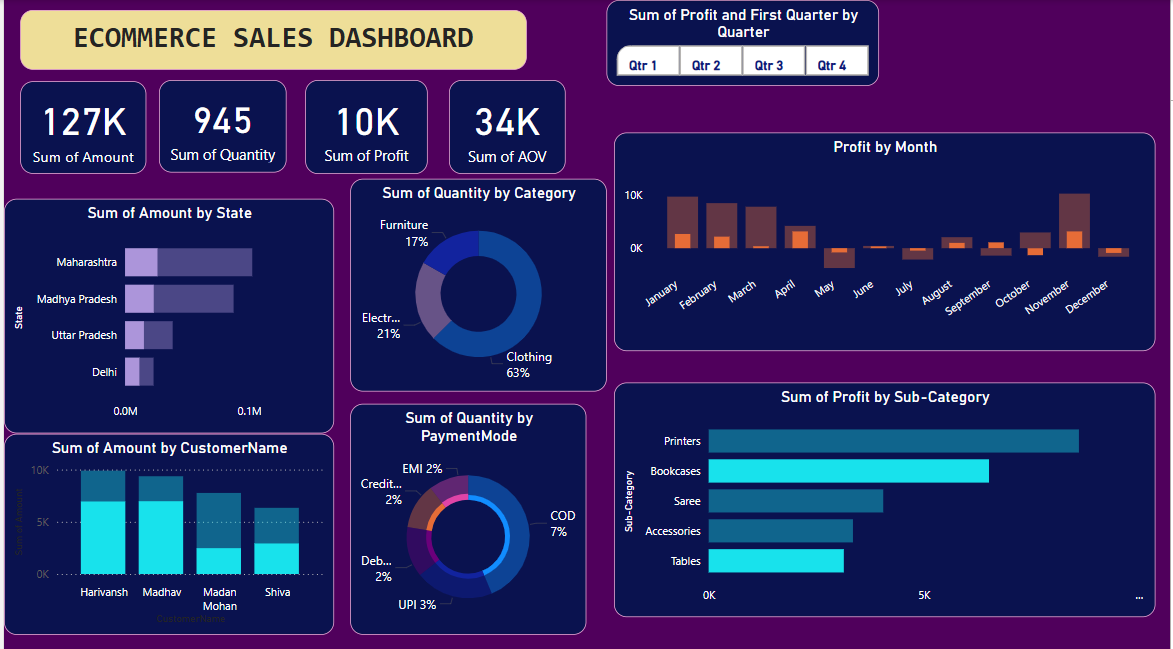 ECOMMERCE SALES DASHBOARD
Sum of Profit and First Quarter by
Quarter
Qtr 1
Qtr 2
Qtr 3
Qtr 4
127K
Sum of Amount
945
Sum of Quantity
10K
Sum of Profit
34K
Sum of AOV
Profit by Month
10K
0K
January
February
March
April
May
June
July
August
September
October
November
December
Sum of Quantity by Category
Furniture
17%
Electr...
21%
Clothing
63%
Sum of Amount by State
State
Maharashtra
Madhya Pradesh
Uttar Pradesh
Delhi
0.0M
0.1M
Sum of Profit by Sub-Category
Sub-Category
Printers
Bookcases
Saree
Accessories
Tables
0K
5K
...
Sum of Quantity by
PaymentMode
EMI 2%
Credit...
2%
COD
7%
Deb...
2%
UPI 3%
Sum of Amount by CustomerName
Sum of Amount
10K
5K
0K
Harivansh
Madhav
Madan
Mohan
Shiva
CustomerName